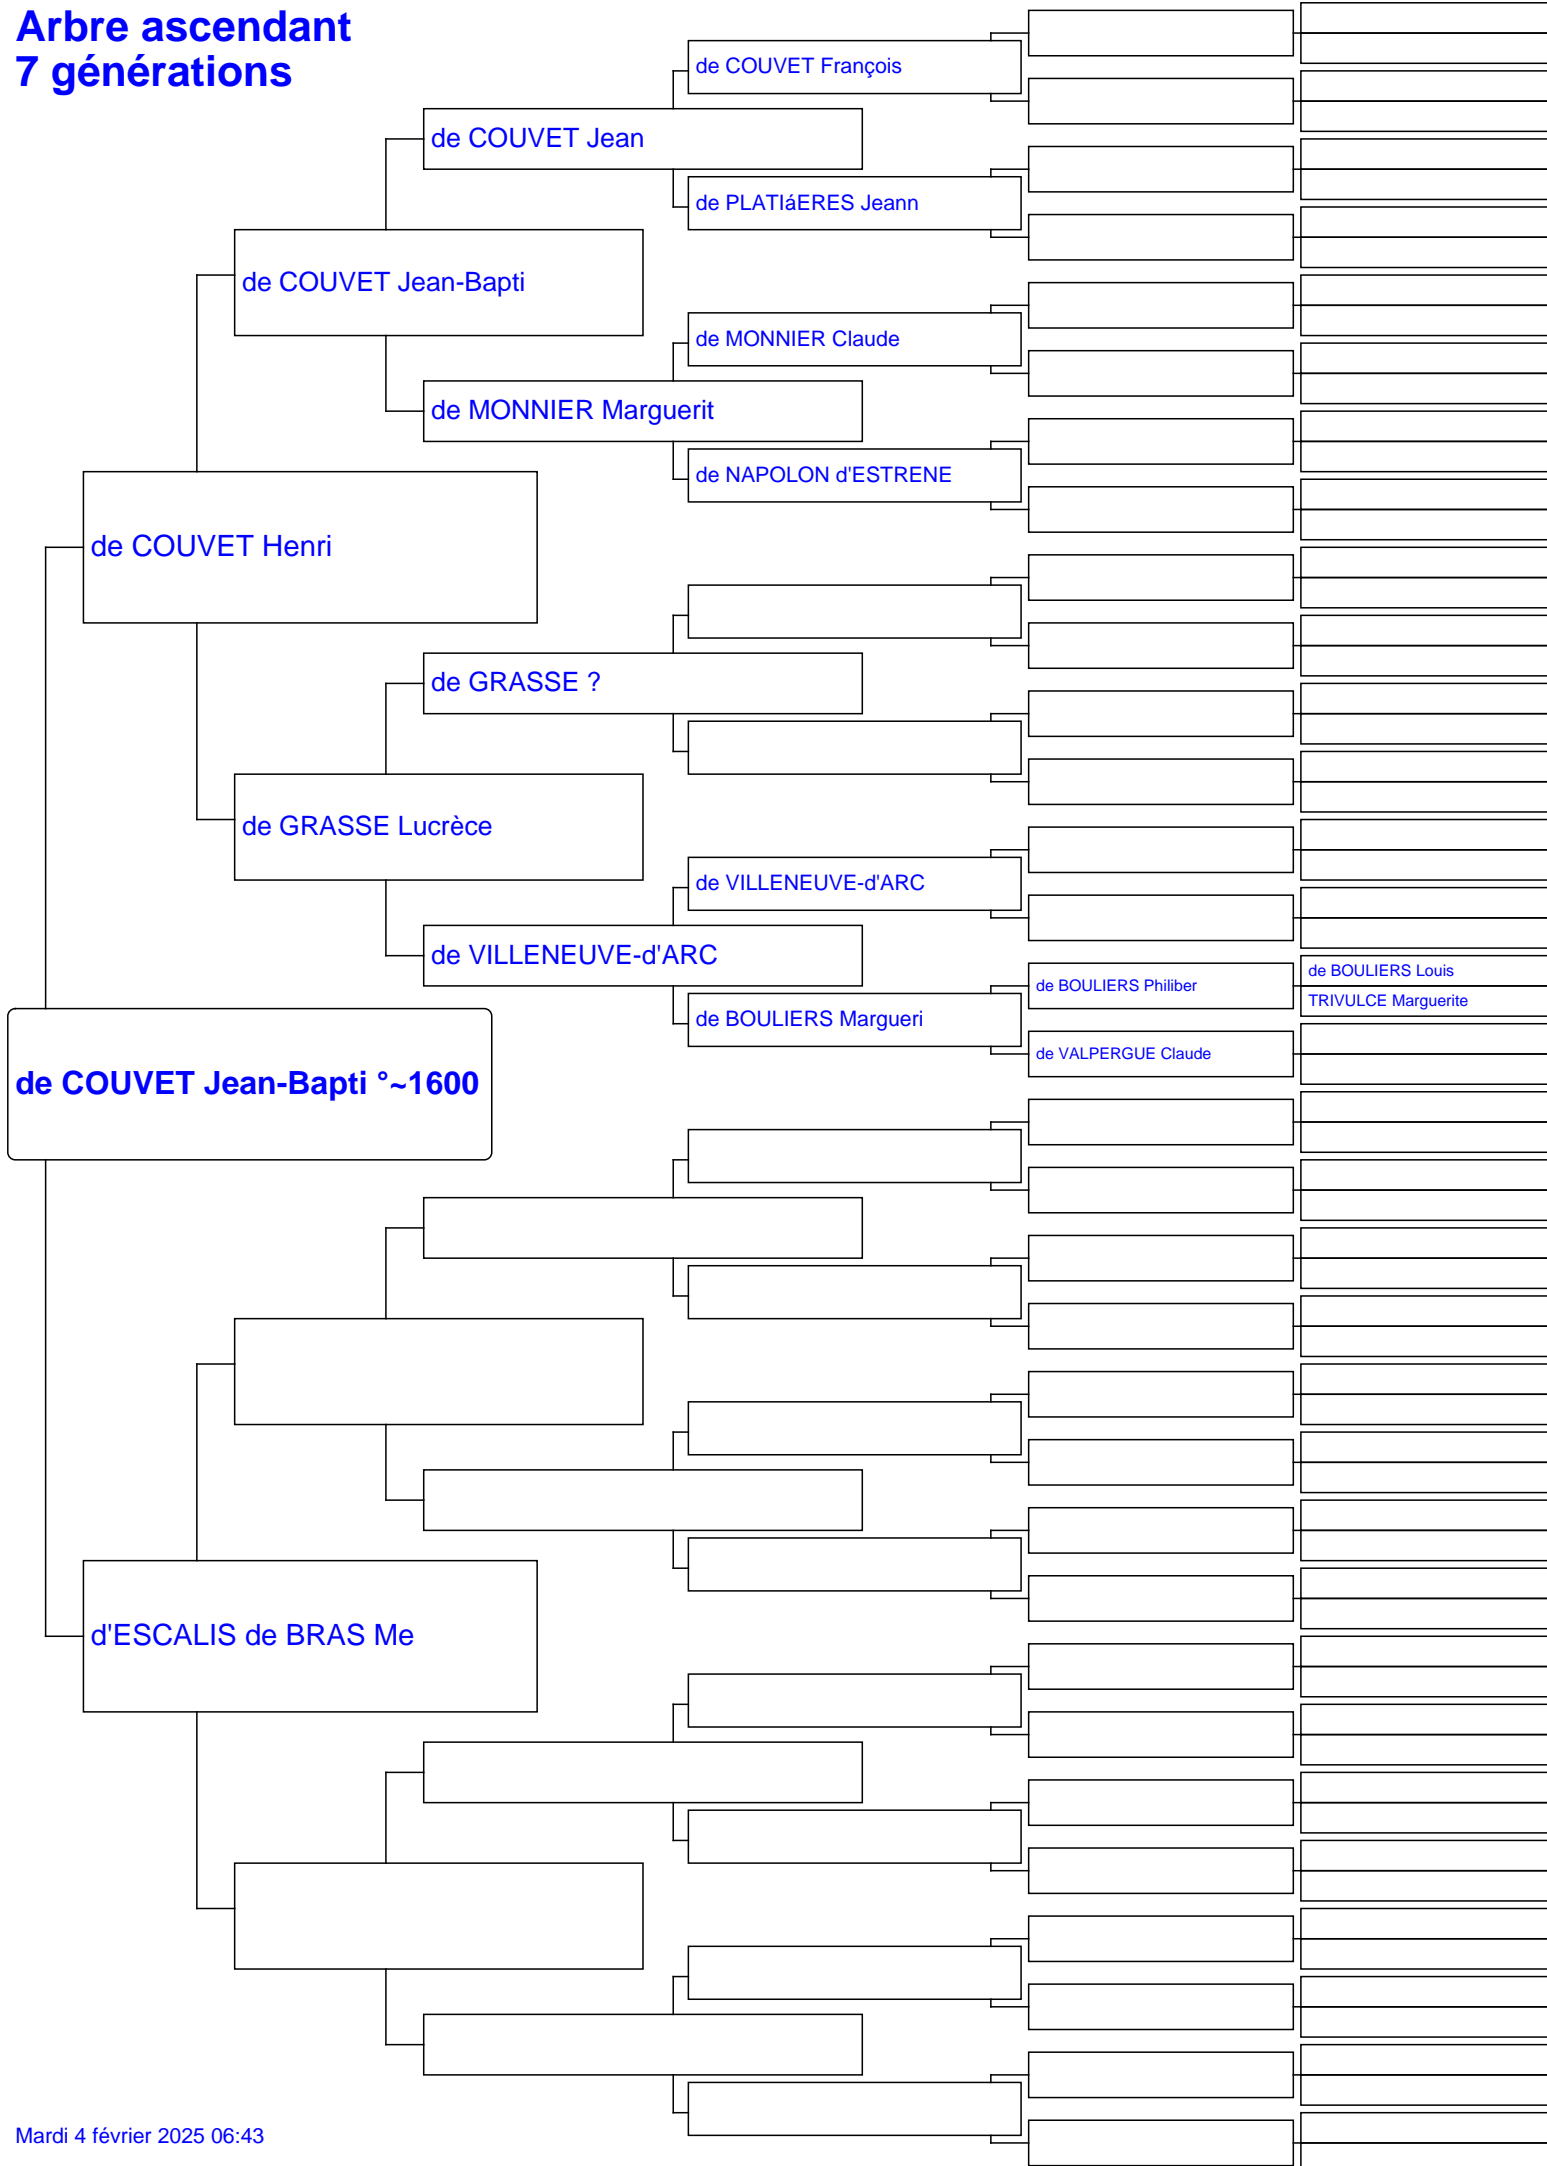 Arbre ascendant
7 générations
de COUVET François
de COUVET Jean
de PLATIáERES Jeann
de COUVET Jean-Bapti
de MONNIER Claude
de MONNIER Marguerit
de NAPOLON d'ESTRENE
de COUVET Henri
de GRASSE ?
de GRASSE Lucrèce
de VILLENEUVE-d'ARC
de VILLENEUVE-d'ARC
de BOULIERS Louis
de BOULIERS Philiber
TRIVULCE Marguerite
de BOULIERS Margueri
de VALPERGUE Claude
de COUVET Jean-Bapti °~1600
d'ESCALIS de BRAS Me
Mardi 4 février 2025 06:43